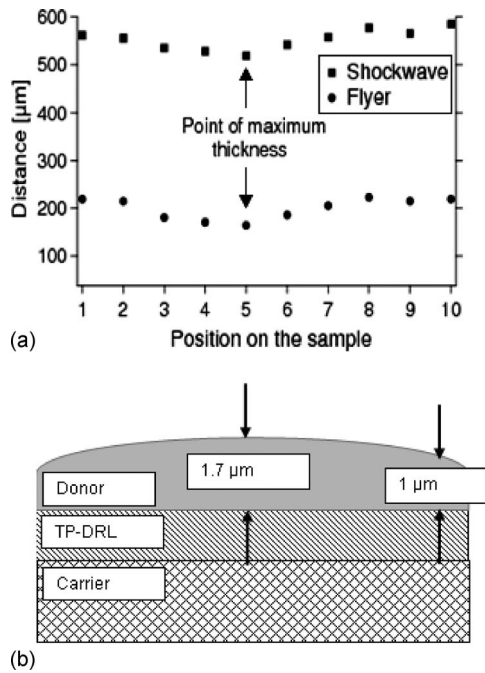 600
500
400
300
200
100
Distance [µm]
Shockwave
Flyer
Point of maximum
thickness
1 2 3 4 5 6 7 8 9 10
Position on the sample
(a)
1.7 µm
1 µm
Donor
TP-DRL
Carrier
(b)